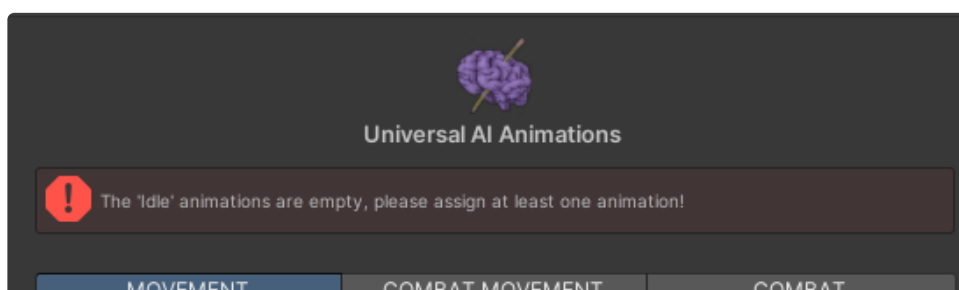 Universal AI Animations
The 'Idle' animations are empty, please assign at least one animation!
MOVEMENT
COMBAT MOVEMENT
COMBAT